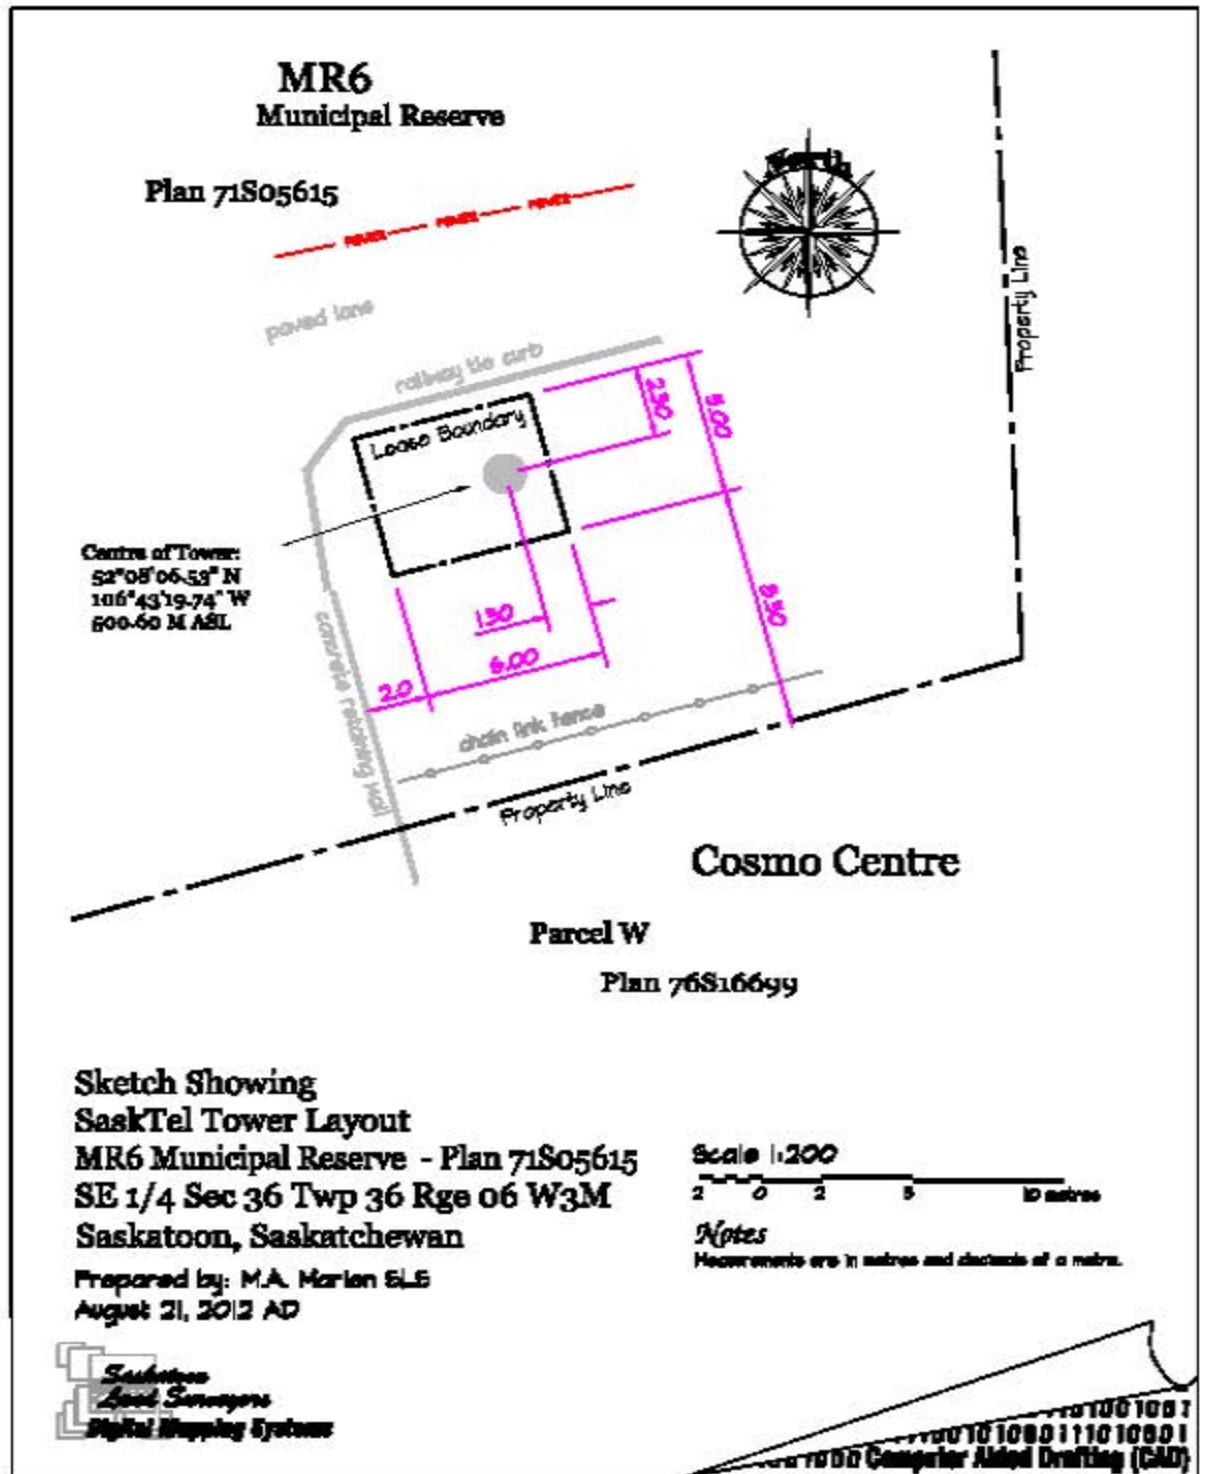 MR6
Municipal Reserve
Plan 71S05615
North
POWER POWER POWER
paved lane
railway tie curb
Property Line
Lease Boundary
2.50
5.00
Centre of Tower:
52°08'06.53" N
106°43'19.74" W
500.60 M ASL
concrete retaining wall
1.50
6.00
2.0
chain link fence
Property Line
Cosmo Centre
Parcel W
Plan 76S16699
Sketch Showing
SaskTel Tower Layout
MR6 Municipal Reserve - Plan 71S05615
SE 1/4 Sec 36 Twp 36 Rge 06 W3M
Saskatoon, Saskatchewan
Prepared by: M.A. Marien SLS
August 21, 2012 AD
Scale 1:200
2 0 2 5 10 metres
Notes
Measurements are in metres and decimals of a metre.
Saskatoon
Land Surveyors
Digital Mapping Systems
Computer Aided Drafting (CAD)